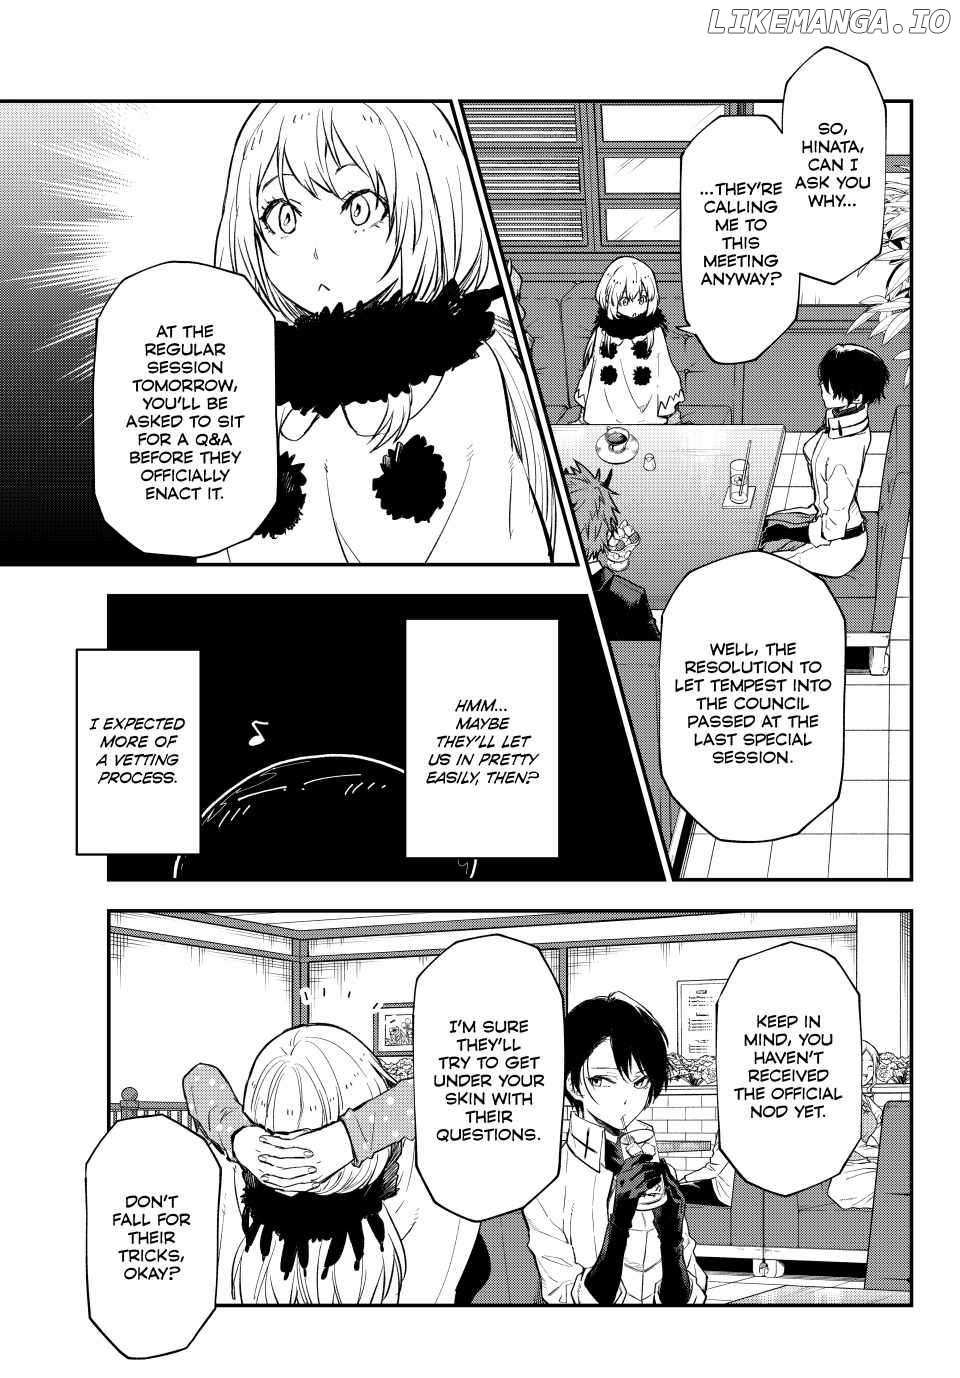 LIKEMANGA.IO
SO,
HINATA,
CAN I
ASK YOU
WHY...
...THEY'RE
CALLING
ME TO
THIS
MEETING
ANYWAY?
WELL, THE
RESOLUTION TO
LET TEMPEST INTO
THE COUNCIL
PASSED AT THE
LAST SPECIAL
SESSION.
AT THE
REGULAR
SESSION
TOMORROW,
YOU'LL BE
ASKED TO SIT
FOR A Q&A
BEFORE THEY
OFFICIALLY
ENACT IT.
HMM...
MAYBE
THEY'LL LET
US IN PRETTY
EASILY, THEN?
I EXPECTED
MORE OF
A VETTING
PROCESS.
KEEP IN
MIND, YOU
HAVEN'T
RECEIVED
THE OFFICIAL
NOD YET.
I'M SURE
THEY'LL
TRY TO GET
UNDER YOUR
SKIN WITH
THEIR
QUESTIONS.
DON'T
FALL FOR
THEIR
TRICKS,
OKAY?